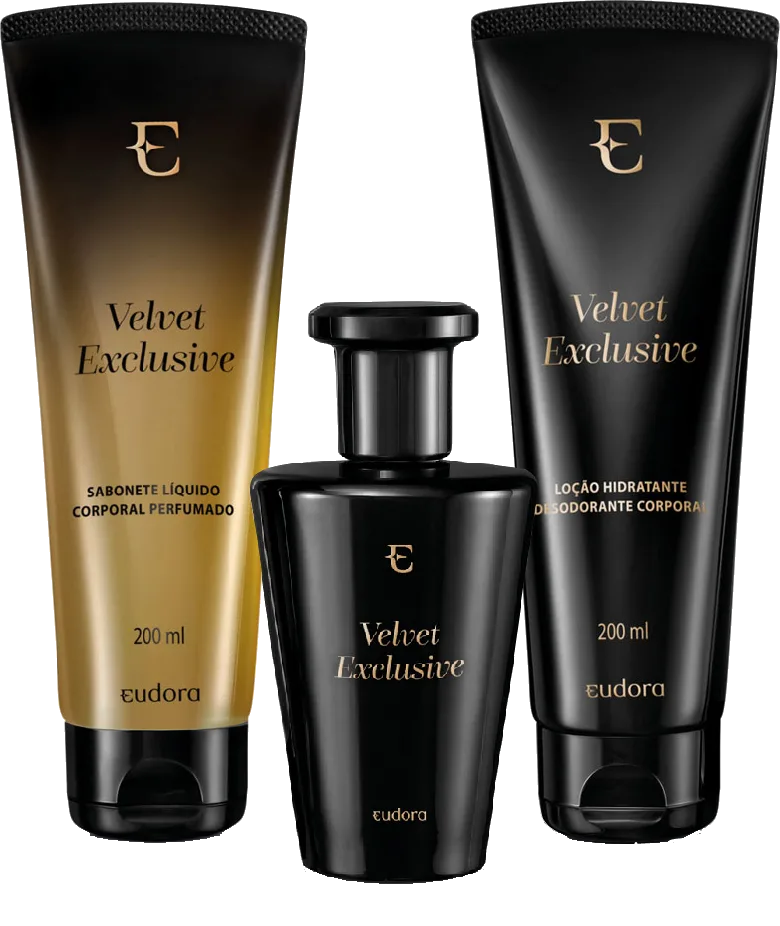 E
Velvet
Exclusive
SABONETE LÍQUIDO
CORPORAL PERFUMADO
200 ml
eudora
E
Velvet
Exclusive
eudora
E
Velvet
Exclusive
LOÇÃO HIDRATANTE
DESODORANTE CORPORAL
200 ml
eudora